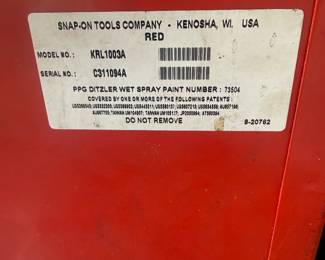 SNAP-ON TOOLS COMPANY - KENOSHA, WI. USA
RED
MODEL NO.: KRL1003A
SERIAL NO.: C311094A
PPG DITZLER WET SPRAY PAINT NUMBER : 73504
COVERED BY ONE OR MORE OF THE FOLLOWING PATENTS :
DO NOT REMOVE
S-20762